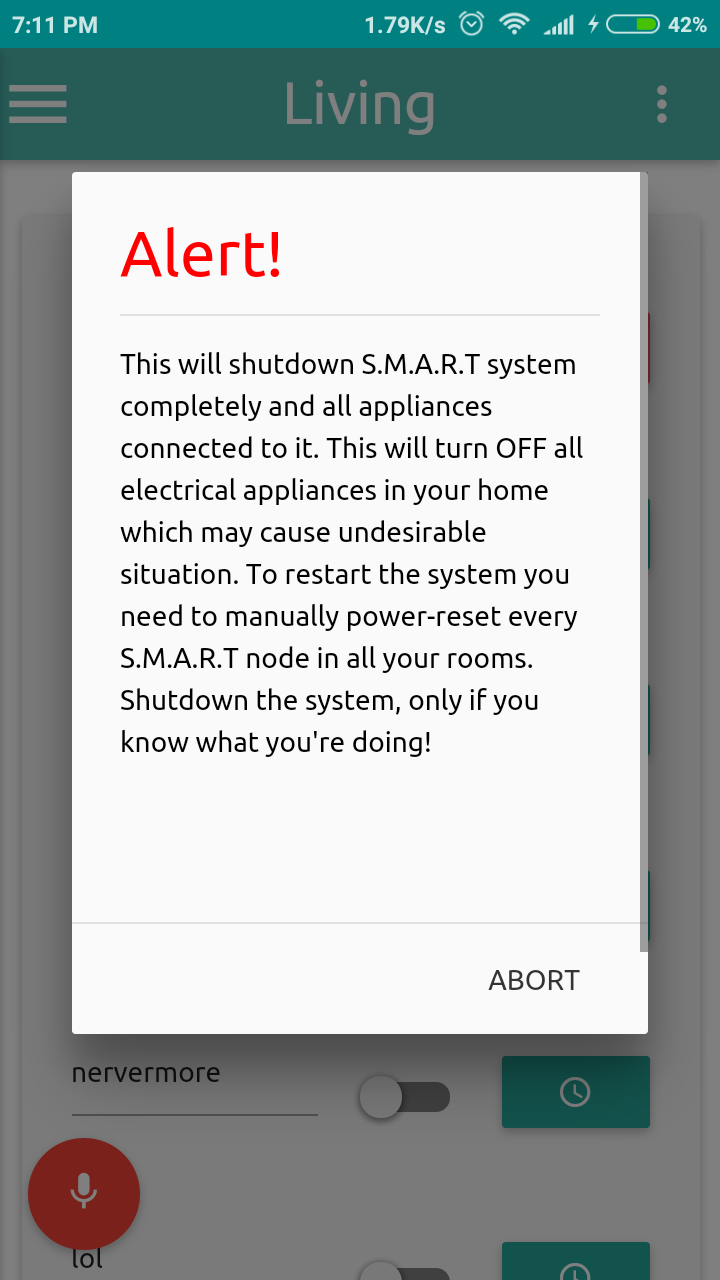 7:11 PM 1.79K/s 42%
Living
Alert!
This will shutdown S.M.A.R.T system
completely and all appliances
connected to it. This will turn OFF all
electrical appliances in your home
which may cause undesirable
situation. To restart the system you
need to manually power-reset every
S.M.A.R.T node in all your rooms.
Shutdown the system, only if you
know what you're doing!
ABORT
nervermore
lol